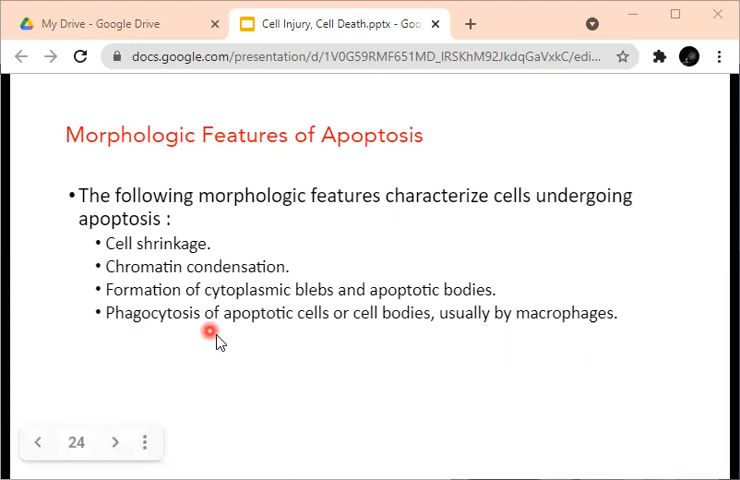 My Drive - Google Drive
Cell Injury, Cell Death.pptx - Goo
docs.google.com/presentation/d/1V0G59RMF651MD_lRSKhM92JkdqGaVxkC/edi...
Morphologic Features of Apoptosis
• The following morphologic features characterize cells undergoing
apoptosis :
• Cell shrinkage.
• Chromatin condensation.
• Formation of cytoplasmic blebs and apoptotic bodies.
• Phagocytosis of apoptotic cells or cell bodies, usually by macrophages.
24